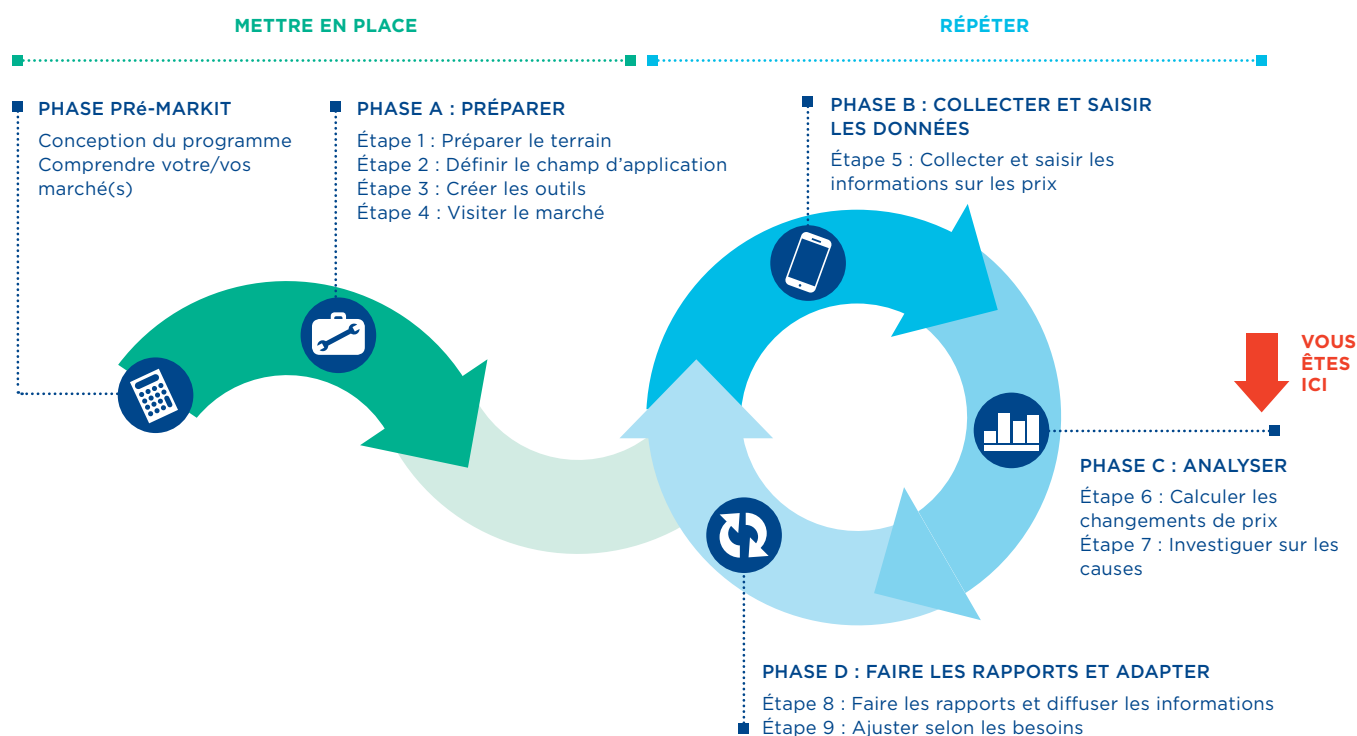 METTRE EN PLACE
RÉPÉTER
PHASE PRé-MARKIT
Conception du programme
Comprendre votre/vos
marché(s)
PHASE A : PRÉPARER
Étape 1 : Préparer le terrain
Étape 2 : Définir le champ d’application
Étape 3 : Créer les outils
Étape 4 : Visiter le marché
PHASE B : COLLECTER ET SAISIR
LES DONNÉES
Étape 5 : Collecter et saisir les
informations sur les prix
VOUS
ÊTES
ICI
PHASE C : ANALYSER
Étape 6 : Calculer les
changements de prix
Étape 7 : Investiguer sur les
causes
PHASE D : FAIRE LES RAPPORTS ET ADAPTER
Étape 8 : Faire les rapports et diffuser les informations
Étape 9 : Ajuster selon les besoins